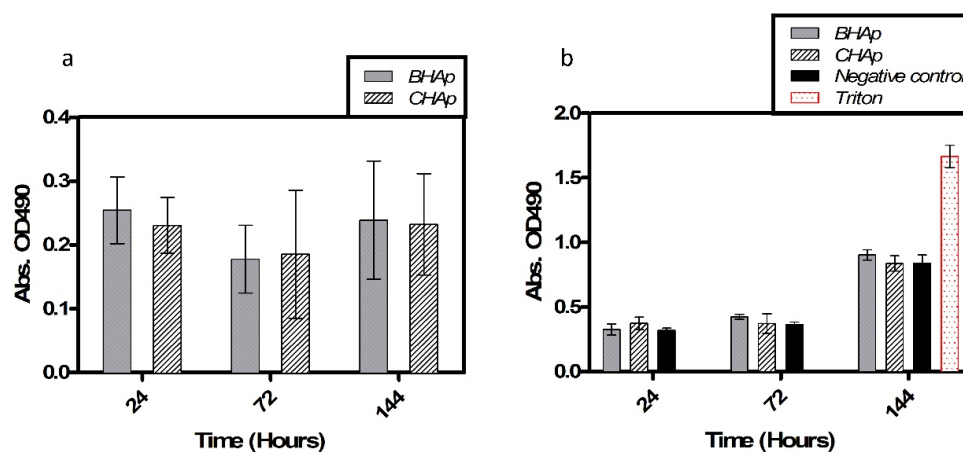 a
BHAp
CHAp
0.4
0.3
0.2
0.1
0.0
Abs. OD490
24
72
144
Time (Hours)
b
BHAp
CHAp
Negative control
Triton
2.0
1.5
1.0
0.5
0.0
Abs. OD490
24
72
144
Time (Hours)